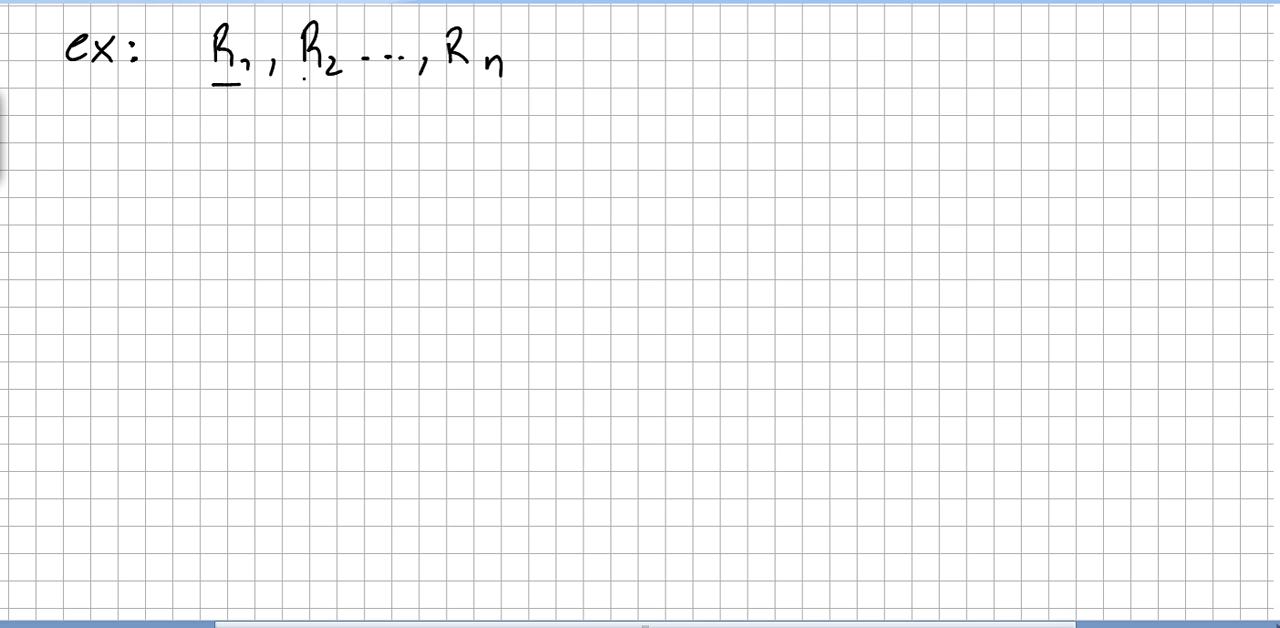 ex: R₁, R₂ ..., Rₙ